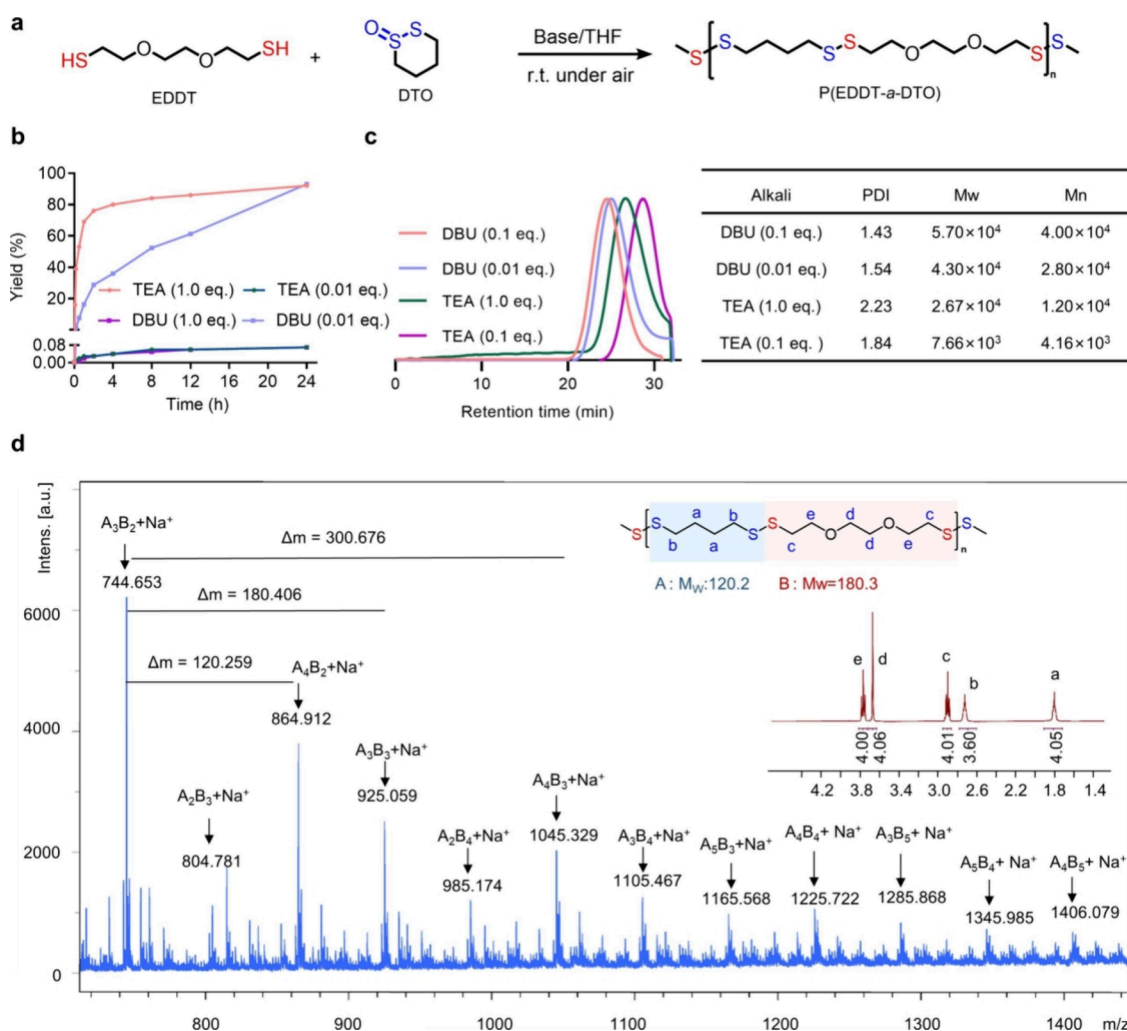 a
HS
O
O
SH
EDDT
+
O
S
S
DTO
Base/THF
r.t. under air
S
S
S
S
O
O
S
S
n
P(EDDT-a-DTO)
b
Yield (%)
100
80
60
40
20
0.08
0.00
TEA (1.0 eq.)
TEA (0.01 eq.)
DBU (1.0 eq.)
DBU (0.01 eq.)
0 4 8 12 16 20 24
Time (h)
c
DBU (0.1 eq.)
DBU (0.01 eq.)
TEA (1.0 eq.)
TEA (0.1 eq.)
0 10 20 30
Retention time (min)
Alkali PDI Mw Mn
DBU (0.1 eq.) 1.43 5.70×10⁴ 4.00×10⁴
DBU (0.01 eq.) 1.54 4.30×10⁴ 2.80×10⁴
TEA (1.0 eq.) 2.23 2.67×10⁴ 1.20×10⁴
TEA (0.1 eq. ) 1.84 7.66×10³ 4.16×10³
d
Intens. [a.u.]
6000
4000
2000
0
A₃B₂+Na⁺
744.653
Δm = 300.676
Δm = 180.406
Δm = 120.259
A₂B₃+Na⁺
804.781
A₄B₂+Na⁺
864.912
A₃B₃+Na⁺
925.059
A₂B₄+Na⁺
985.174
A₄B₃+Na⁺
1045.329
A₃B₄+Na⁺
1105.467
A₅B₃+Na⁺
1165.568
A₄B₄+ Na⁺
1225.722
A₃B₅+ Na⁺
1285.868
A₅B₄+ Na⁺
1345.985
A₄B₅+ Na⁺
1406.079
a b e d c
S S S S O O S S n
b a c d e
A : Mw:120.2 B : Mw=180.3
e d c b a
4.00 4.06 4.01 3.60 4.05
4.2 3.8 3.4 3.0 2.6 2.2 1.8 1.4
800 900 1000 1100 1200 1300 1400 m/z